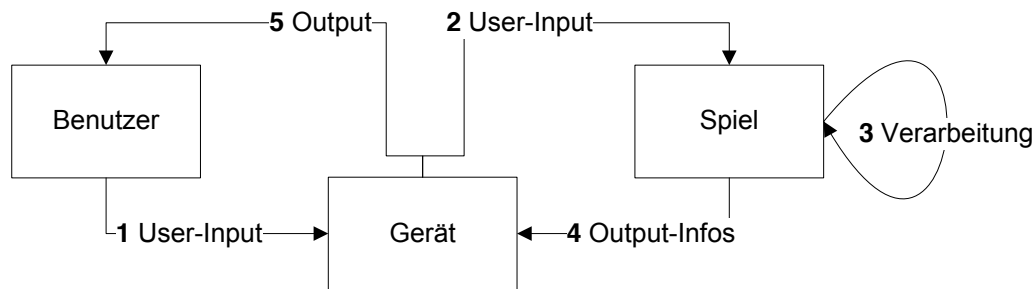 5 Output
2 User-Input
Benutzer
Spiel
3 Verarbeitung
1 User-Input
Gerät
4 Output-Infos